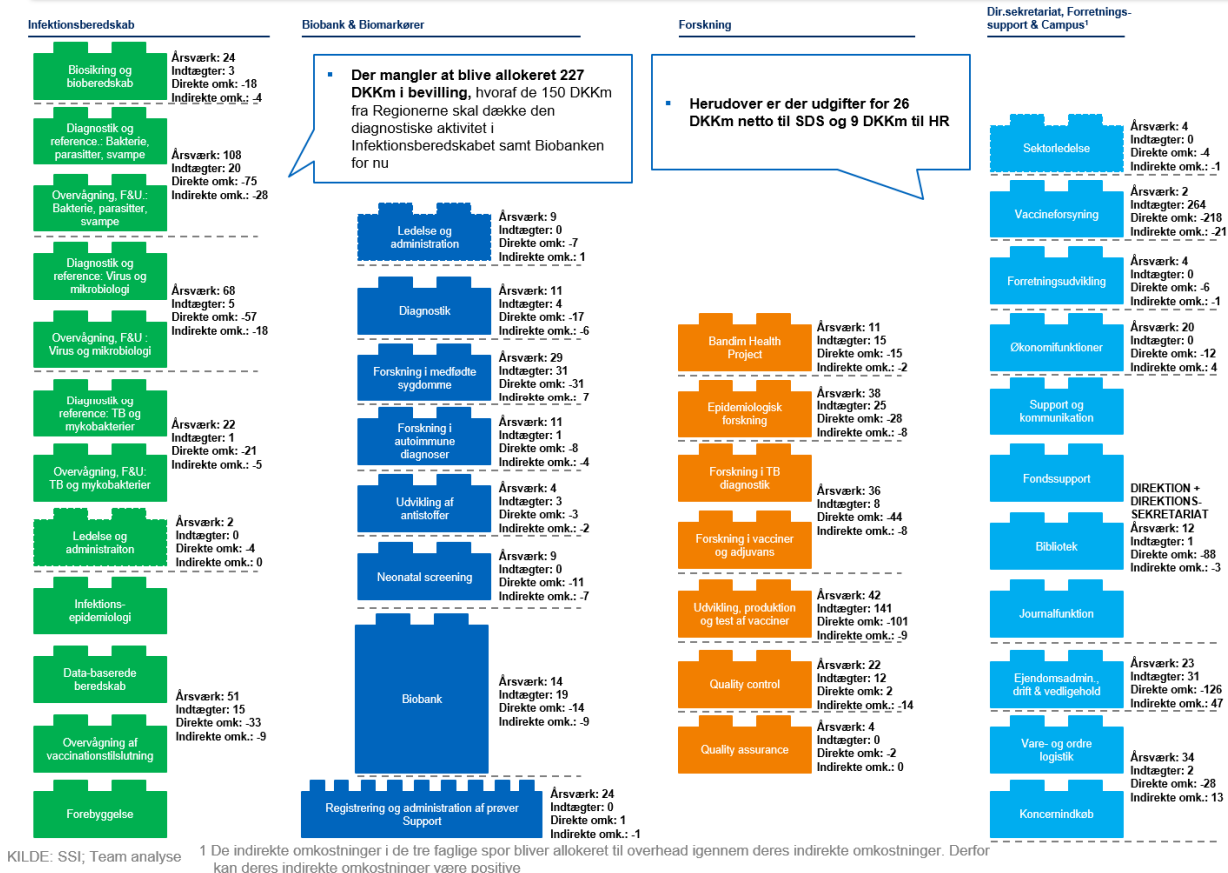 Infektionsberedskab
Biosikring og
bioberedskab
Årsværk: 24
Indtægter: 3
Direkte omk: -18
Indirekte omk.: -4
Diagnostik og
reference.: Bakterie,
parasitter, svampe
Overvågning, F&U.:
Bakterie, parasitter,
svampe
Årsværk: 108
Indtægter: 20
Direkte omk: -75
Indirekte omk.: -28
Diagnostik og
reference: Virus og
mikrobiologi
Overvågning, F&U :
Virus og mikrobiologi
Årsværk: 68
Indtægter: 5
Direkte omk: -57
Indirekte omk.: -18
Diagnostik og
reference: TB og
mykobakterier
Overvågning, F&U:
TB og mykobakterier
Årsværk: 22
Indtægter: 1
Direkte omk: -21
Indirekte omk.: -5
Ledelse og
administraiton
Årsværk: 2
Indtægter: 0
Direkte omk: -4
Indirekte omk.: 0
Infektions-
epidemiologi
Data-baserede
beredskab
Overvågning af
vaccinationstilslutning
Forebyggelse
Årsværk: 51
Indtægter: 15
Direkte omk: -33
Indirekte omk.: -9
Biobank & Biomarkører
Der mangler at blive allokeret 227
DKKm i bevilling, hvoraf de 150 DKKm
fra Regionerne skal dække den
diagnostiske aktivitet i
Infektionsberedskabet samt Biobanken
for nu
Ledelse og
administration
Årsværk: 9
Indtægter: 0
Direkte omk: -7
Indirekte omk.: 1
Diagnostik
Årsværk: 11
Indtægter: 4
Direkte omk: -17
Indirekte omk.: -6
Forskning i medfødte
sygdomme
Årsværk: 29
Indtægter: 31
Direkte omk: -31
Indirekte omk.: 7
Forskning i
autoimmune
diagnoser
Årsværk: 11
Indtægter: 1
Direkte omk: -8
Indirekte omk.: -4
Udvikling af
antistoffer
Årsværk: 4
Indtægter: 3
Direkte omk: -3
Indirekte omk.: -2
Neonatal screening
Årsværk: 9
Indtægter: 0
Direkte omk: -11
Indirekte omk.: -7
Biobank
Årsværk: 14
Indtægter: 19
Direkte omk: -14
Indirekte omk.: -9
Registrering og administration af prøver
Support
Årsværk: 24
Indtægter: 0
Direkte omk: 1
Indirekte omk.: -1
Forskning
Herudover er der udgifter for 26
DKKm netto til SDS og 9 DKKm til HR
Bandim Health
Project
Årsværk: 11
Indtægter: 15
Direkte omk: -15
Indirekte omk.: -2
Epidemiologisk
forskning
Årsværk: 38
Indtægter: 25
Direkte omk: -28
Indirekte omk.: -8
Forskning i TB
diagnostik
Forskning i vacciner
og adjuvans
Årsværk: 36
Indtægter: 8
Direkte omk: -44
Indirekte omk.: -8
Udvikling, produktion
og test af vacciner
Årsværk: 42
Indtægter: 141
Direkte omk: -101
Indirekte omk.: -9
Quality control
Årsværk: 22
Indtægter: 12
Direkte omk: 2
Indirekte omk.: -14
Quality assurance
Årsværk: 4
Indtægter: 0
Direkte omk: -2
Indirekte omk.: 0
Dir.sekretariat, Forretnings-
support & Campus1
Sektorledelse
Årsværk: 4
Indtægter: 0
Direkte omk: -4
Indirekte omk.: -1
Vaccineforsyning
Årsværk: 2
Indtægter: 264
Direkte omk: -218
Indirekte omk.: -21
Forretningsudvikling
Årsværk: 4
Indtægter: 0
Direkte omk: -6
Indirekte omk.: -1
Økonomifunktioner
Årsværk: 20
Indtægter: 0
Direkte omk: -12
Indirekte omk.: 4
Support og
kommunikation
Fondssupport
Bibliotek
Journalfunktion
DIREKTION +
DIREKTIONS-
SEKRETARIAT
Årsværk: 12
Indtægter: 1
Direkte omk: -88
Indirekte omk.: -3
Ejendomsadmin.,
drift & vedligehold
Årsværk: 23
Indtægter: 31
Direkte omk: -126
Indirekte omk.: 47
Vare- og ordre
logistik
Koncernindkøb
Årsværk: 34
Indtægter: 2
Direkte omk: -28
Indirekte omk.: 13
KILDE: SSI; Team analyse
1 De indirekte omkostninger i de tre faglige spor bliver allokeret til overhead igennem deres indirekte omkostninger. Derfor
kan deres indirekte omkostninger være positive